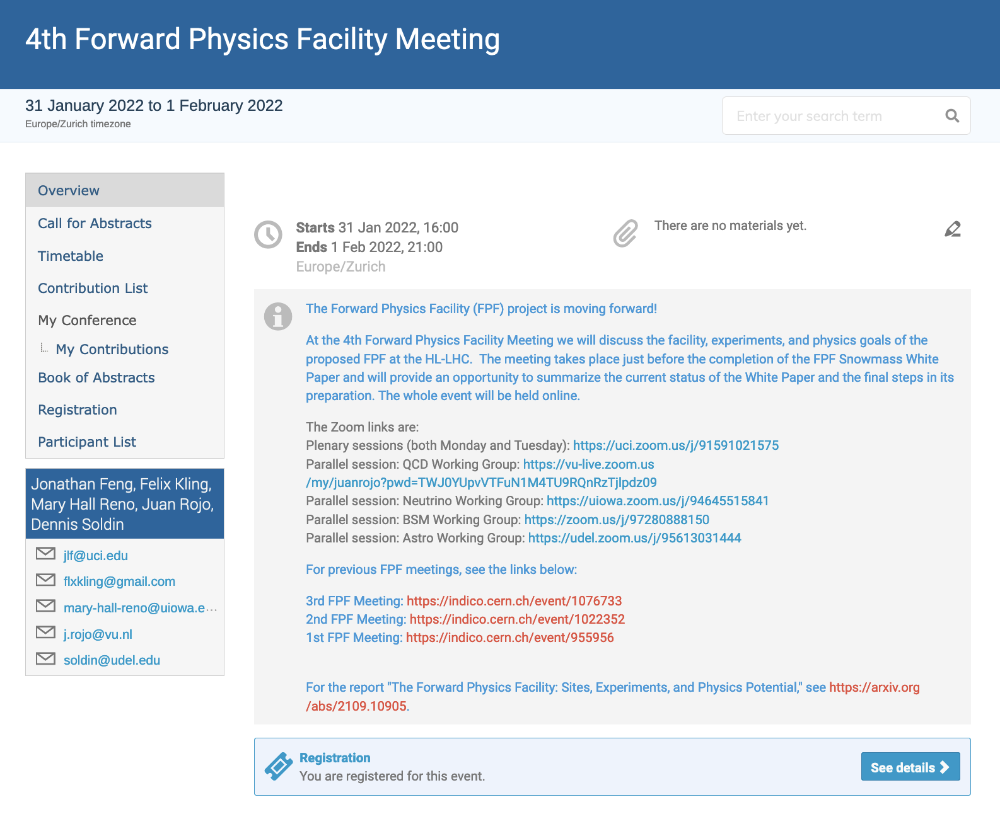 4th Forward Physics Facility Meeting
31 January 2022 to 1 February 2022
Europe/Zurich timezone
Enter your search term
Overview
Call for Abstracts
Timetable
Contribution List
My Conference
My Contributions
Book of Abstracts
Registration
Participant List
Jonathan Feng, Felix Kling,
Mary Hall Reno, Juan Rojo,
Dennis Soldin
jlf@uci.edu
flxkling@gmail.com
mary-hall-reno@uiowa.e...
j.rojo@vu.nl
soldin@udel.edu
Starts 31 Jan 2022, 16:00
Ends 1 Feb 2022, 21:00
Europe/Zurich
There are no materials yet.
The Forward Physics Facility (FPF) project is moving forward!
At the 4th Forward Physics Facility Meeting we will discuss the facility, experiments, and physics goals of the
proposed FPF at the HL-LHC.  The meeting takes place just before the completion of the FPF Snowmass White
Paper and will provide an opportunity to summarize the current status of the White Paper and the final steps in its
preparation. The whole event will be held online.
The Zoom links are:
Plenary sessions (both Monday and Tuesday): https://uci.zoom.us/j/91591021575
Parallel session: QCD Working Group: https://vu-live.zoom.us
/my/juanrojo?pwd=TWJ0YUpvVTFuN1M4TU9RQnRzTjlpdz09
Parallel session: Neutrino Working Group: https://uiowa.zoom.us/j/94645515841
Parallel session: BSM Working Group: https://zoom.us/j/97280888150
Parallel session: Astro Working Group: https://udel.zoom.us/j/95613031444
For previous FPF meetings, see the links below:
3rd FPF Meeting: https://indico.cern.ch/event/1076733
2nd FPF Meeting: https://indico.cern.ch/event/1022352
1st FPF Meeting: https://indico.cern.ch/event/955956
For the report "The Forward Physics Facility: Sites, Experiments, and Physics Potential," see https://arxiv.org
/abs/2109.10905.
Registration
You are registered for this event.
See details